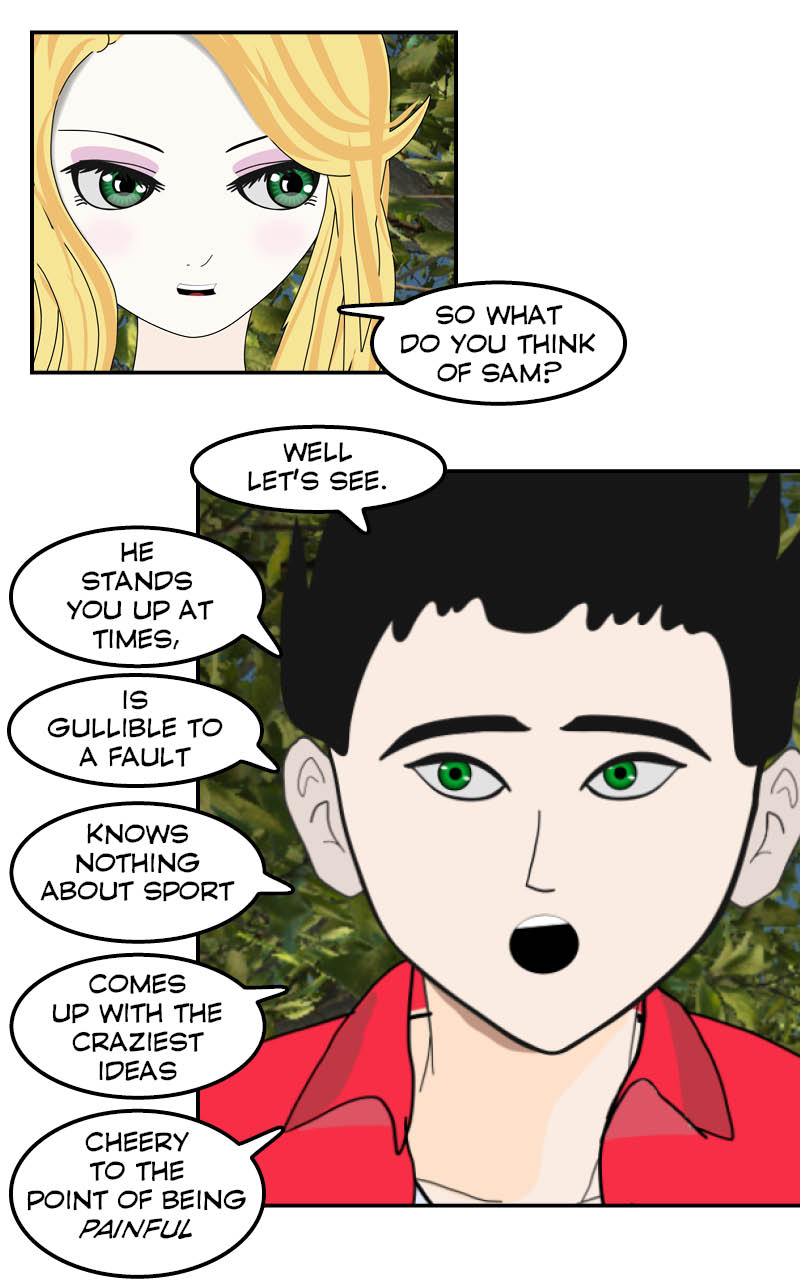 SO WHAT
DO YOU THINK
OF SAM?
WELL
LET'S SEE.
HE
STANDS
YOU UP AT
TIMES,
IS
GULLIBLE TO
A FAULT
KNOWS
NOTHING
ABOUT SPORT
COMES
UP WITH THE
CRAZIEST
IDEAS
CHEERY
TO THE
POINT OF BEING
PAINFUL